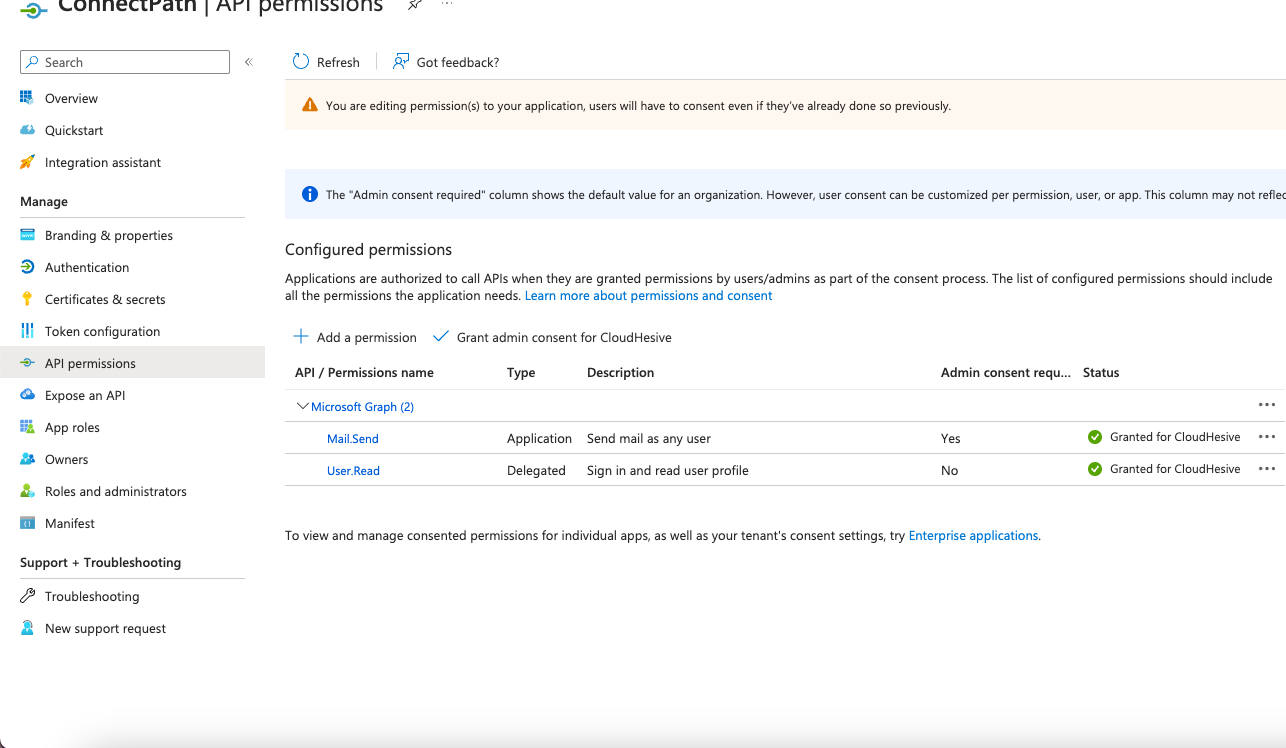 ConnectPath | API permissions
Search
Overview
Quickstart
Integration assistant
Manage
Branding & properties
Authentication
Certificates & secrets
Token configuration
API permissions
Expose an API
App roles
Owners
Roles and administrators
Manifest
Support + Troubleshooting
Troubleshooting
New support request
Refresh
Got feedback?
You are editing permission(s) to your application, users will have to consent even if they've already done so previously.
The "Admin consent required" column shows the default value for an organization. However, user consent can be customized per permission, user, or app. This column may not reflec
Configured permissions
Applications are authorized to call APIs when they are granted permissions by users/admins as part of the consent process. The list of configured permissions should include
all the permissions the application needs. Learn more about permissions and consent
Add a permission Grant admin consent for CloudHesive
API / Permissions name Type Description Admin consent requ... Status
Microsoft Graph (2)
Mail.Send Application Send mail as any user Yes Granted for CloudHesive
User.Read Delegated Sign in and read user profile No Granted for CloudHesive
To view and manage consented permissions for individual apps, as well as your tenant's consent settings, try Enterprise applications.